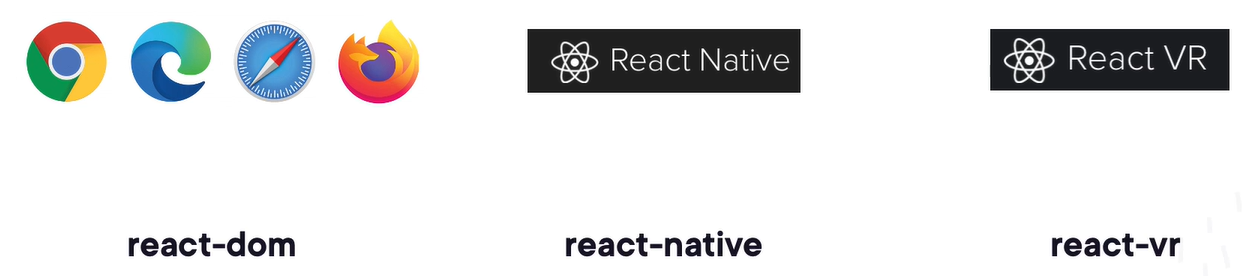 React Native
React VR
react-dom
react-native
react-vr